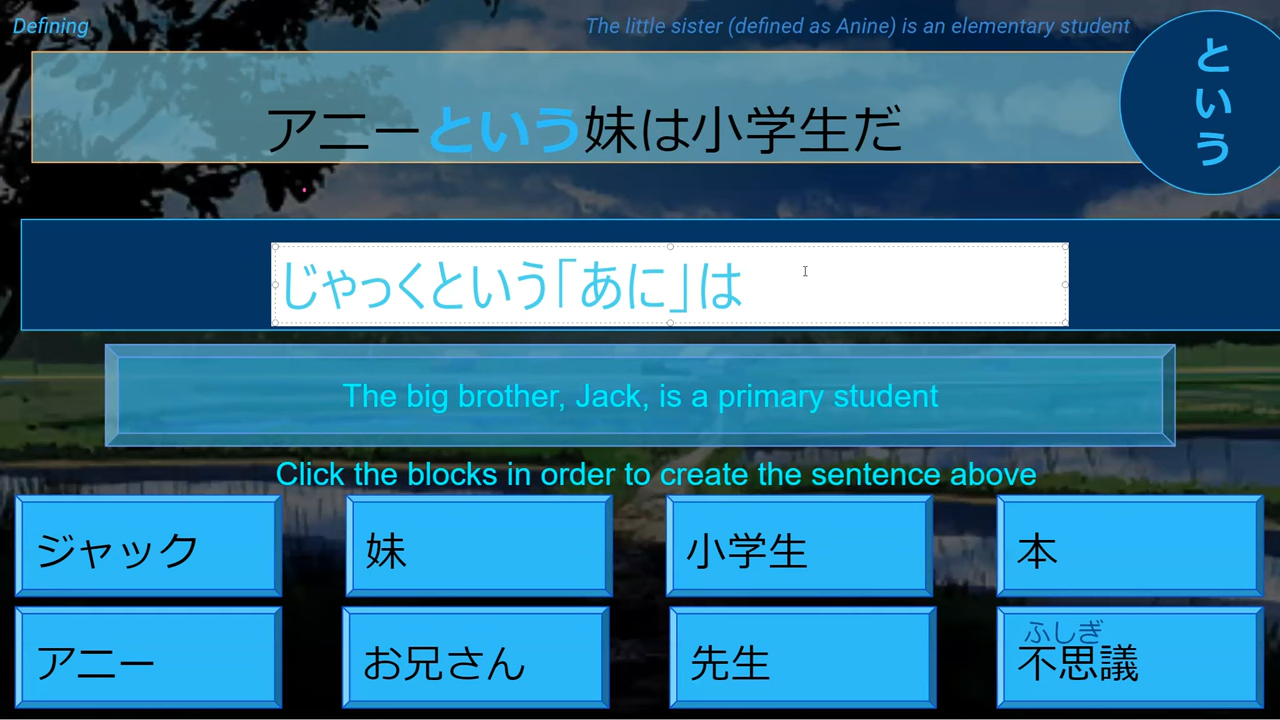 Defining
The little sister (defined as Anine) is an elementary student
アニーという妹は小学生だ
という
じゃっくという「あに」は
The big brother, Jack, is a primary student
Click the blocks in order to create the sentence above
ジャック 妹 小学生 本
ふしぎ
アニー お兄さん 先生 不思議